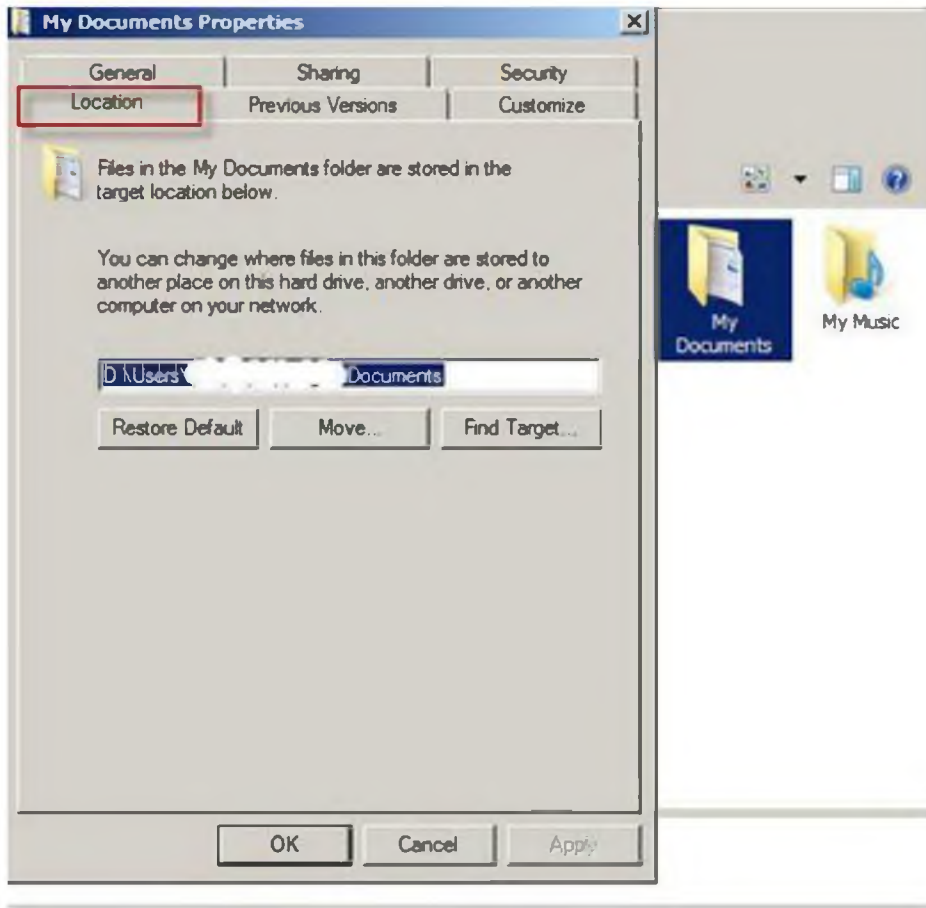 My Documents Properties
General Sharing Security
Location Previous Versions Customize
Files in the My Documents folder are stored in the
target location below.
You can change where files in this folder are stored to
another place on this hard drive, another drive, or another
computer on your network.
D:\Users\ Documents
Restore Default Move... Find Target...
OK Cancel Apply
My
Documents
My Music